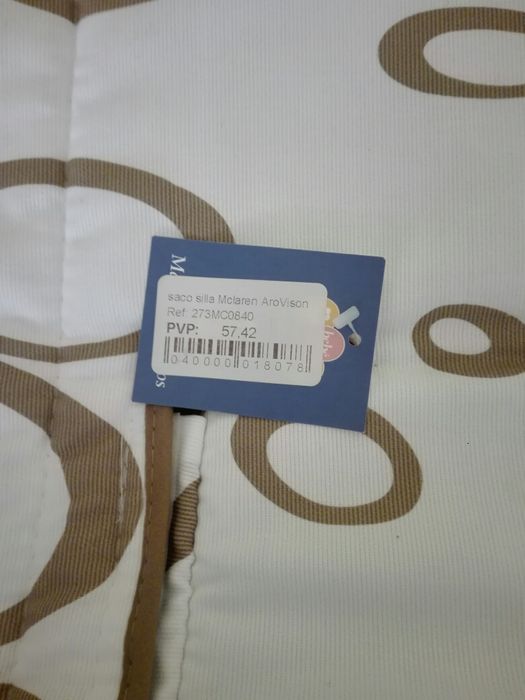 saco silla Mclaren AroVison
Ref: 273MC0840
PVP: 57,42
040000018078